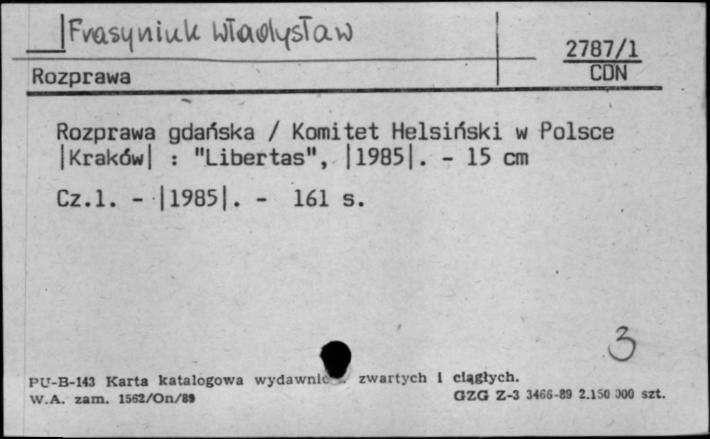 |Frasyniuk Władysław
2787/1
CDN
Rozprawa
Rozprawa gdańska / Komitet Helsiński w Polsce
|Kraków| : "Libertas", |1985|. - 15 cm
Cz.1. - |1985|. - 161 s.
3
PU-B-143 Karta katalogowa zwartych i ciągłych.
W.A. zam. 1562/On/89
GZG Z-3 3466-89 2.150 000 szt.